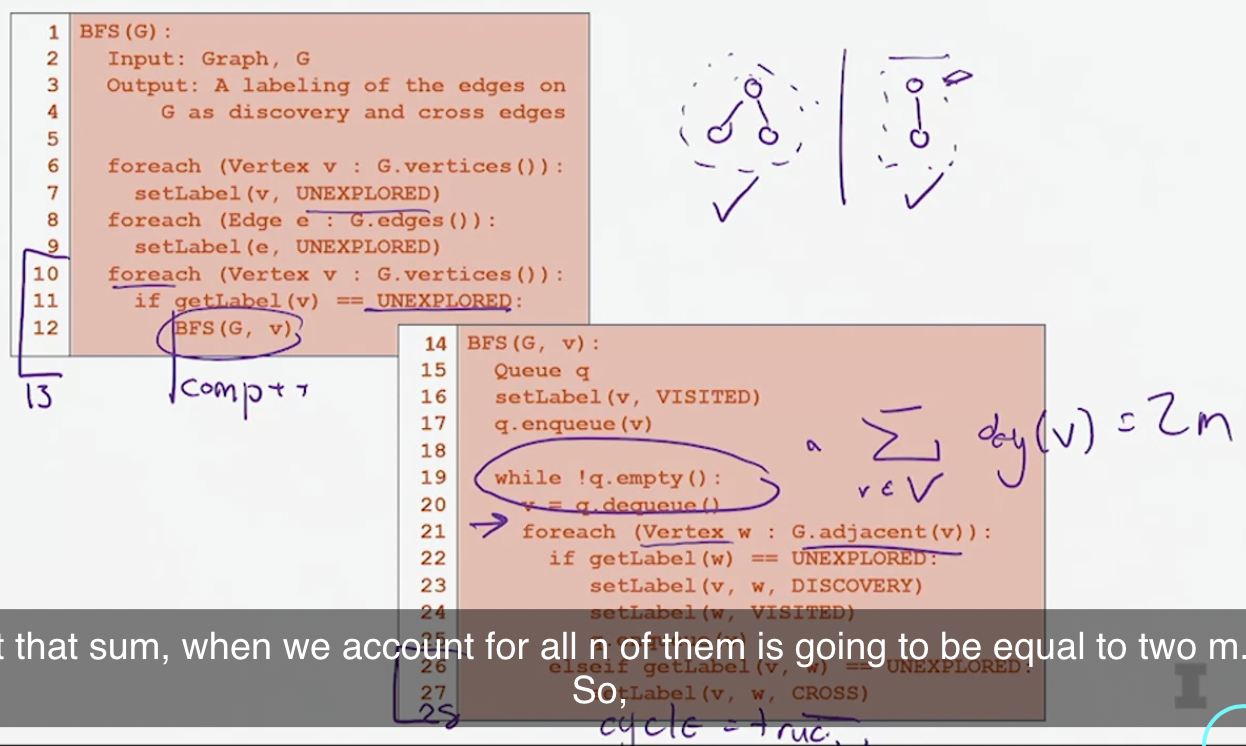 1 BFS(G):
2 Input: Graph, G
3 Output: A labeling of the edges on
4 G as discovery and cross edges
5
6 foreach (Vertex v : G.vertices()):
7 setLabel(v, UNEXPLORED)
8 foreach (Edge e : G.edges()):
9 setLabel(e, UNEXPLORED)
10 foreach (Vertex v : G.vertices()):
11 if getLabel(v) == UNEXPLORED:
12 BFS(G, v)
13
comp++
14 BFS(G, v):
15 Queue q
16 setLabel(v, VISITED)
17 q.enqueue(v)
18
19 while !q.empty():
20 v = q.dequeue()
21 foreach (Vertex w : G.adjacent(v)):
22 if getLabel(w) == UNEXPLORED:
23 setLabel(v, w, DISCOVERY)
24 setLabel(w, VISITED)
25
26 elseif getLabel(v, w) == UNEXPLORED:
27 setLabel(v, w, CROSS)
28
cycle = true
∑ deg(v) = 2m
v ∈ V
t that sum, when we account for all n of them is going to be equal to two m.
So,
I